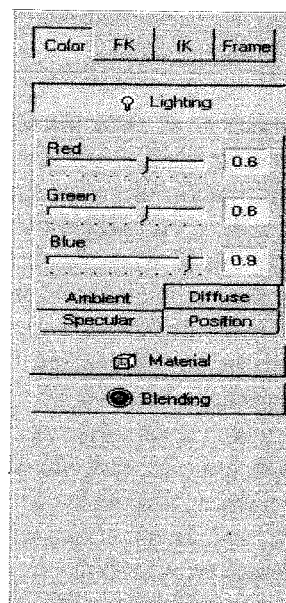 Color FK IK Frame
Lighting
Red
0.6
Green
0.6
Blue
0.9
Ambient Diffuse
Specular Position
Material
Blending